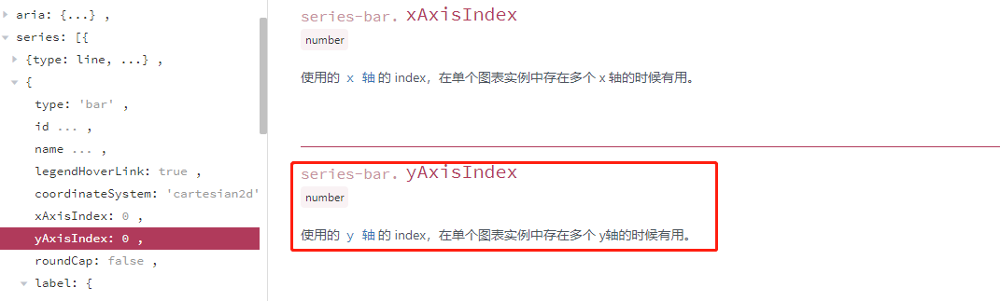 aria: {...} ,
series: [{
{type: line, ...} ,
{
type: 'bar' ,
id ... ,
name ... ,
legendHoverLink: true ,
coordinateSystem: 'cartesian2d'
xAxisIndex: 0 ,
yAxisIndex: 0 ,
roundCap: false ,
label: {
series-bar. xAxisIndex
number
使用的 x 轴 的 index，在单个图表实例中存在多个 x 轴的时候有用。
series-bar. yAxisIndex
number
使用的 y 轴 的 index，在单个图表实例中存在多个 y轴的时候有用。